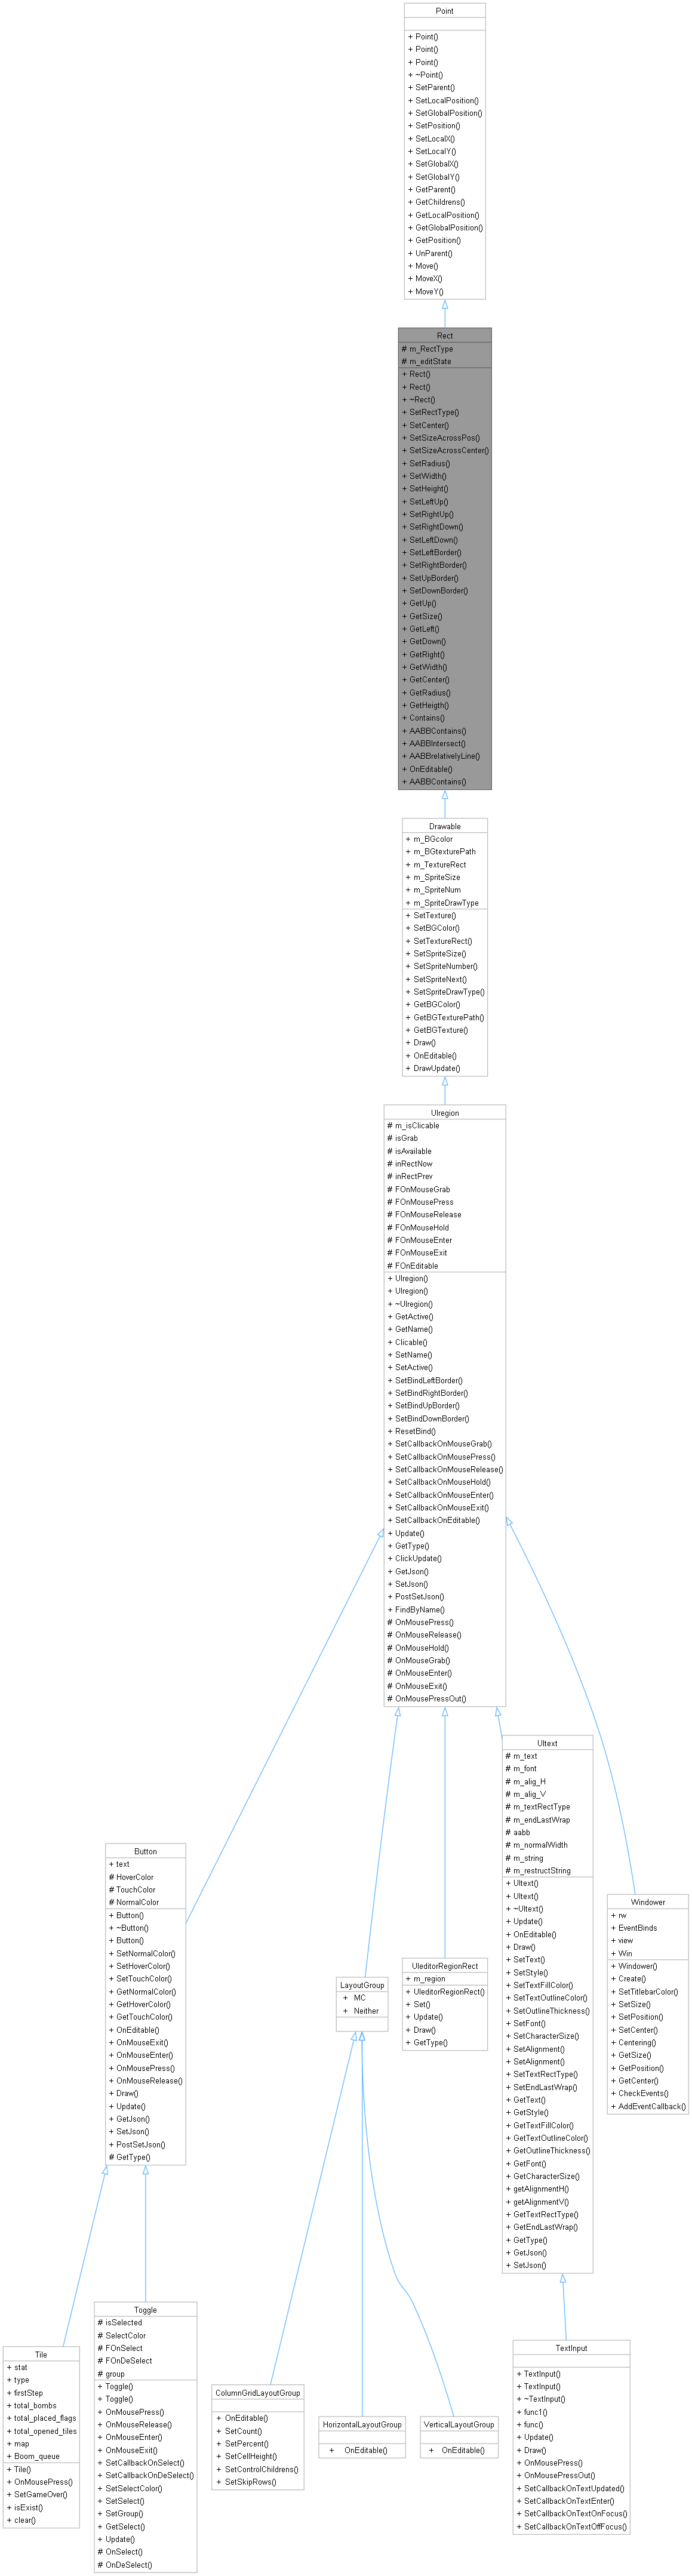 Point
+ Point()
+ Point()
+ Point()
+ ~Point()
+ SetParent()
+ SetLocalPosition()
+ SetGlobalPosition()
+ SetPosition()
+ SetLocalX()
+ SetLocalY()
+ SetGlobalX()
+ SetGlobalY()
+ GetParent()
+ GetChildrens()
+ GetLocalPosition()
+ GetGlobalPosition()
+ GetPosition()
+ UnParent()
+ Move()
+ MoveX()
+ MoveY()
Rect
# m_RectType
# m_editState
+ Rect()
+ Rect()
+ ~Rect()
+ SetRectType()
+ SetCenter()
+ SetSizeAcrossPos()
+ SetSizeAcrossCenter()
+ SetRadius()
+ SetWidth()
+ SetHeight()
+ SetLeftUp()
+ SetRightUp()
+ SetRightDown()
+ SetLeftDown()
+ SetLeftBorder()
+ SetRightBorder()
+ SetUpBorder()
+ SetDownBorder()
+ GetUp()
+ GetSize()
+ GetLeft()
+ GetDown()
+ GetRight()
+ GetWidth()
+ GetCenter()
+ GetRadius()
+ GetHeigth()
+ Contains()
+ AABBContains()
+ AABBIntersect()
+ AABBrelativelyLine()
+ OnEditable()
+ AABBContains()
Drawable
+ m_BGcolor
+ m_BGtexturePath
+ m_TextureRect
+ m_SpriteSize
+ m_SpriteNum
+ m_SpriteDrawType
+ SetTexture()
+ SetBGColor()
+ SetTextureRect()
+ SetSpriteSize()
+ SetSpriteNumber()
+ SetSpriteNext()
+ SetSpriteDrawType()
+ GetBGColor()
+ GetBGTexturePath()
+ GetBGTexture()
+ Draw()
+ OnEditable()
+ DrawUpdate()
UIregion
# m_isClicable
# isGrab
# isAvailable
# inRectNow
# inRectPrev
# FOnMouseGrab
# FOnMousePress
# FOnMouseRelease
# FOnMouseHold
# FOnMouseEnter
# FOnMouseExit
# FOnEditable
+ UIregion()
+ UIregion()
+ ~UIregion()
+ GetActive()
+ GetName()
+ Clicable()
+ SetName()
+ SetActive()
+ SetBindLeftBorder()
+ SetBindRightBorder()
+ SetBindUpBorder()
+ SetBindDownBorder()
+ ResetBind()
+ SetCallbackOnMouseGrab()
+ SetCallbackOnMousePress()
+ SetCallbackOnMouseRelease()
+ SetCallbackOnMouseHold()
+ SetCallbackOnMouseEnter()
+ SetCallbackOnMouseExit()
+ SetCallbackOnEditable()
+ Update()
+ GetType()
+ ClickUpdate()
+ GetJson()
+ SetJson()
+ PostSetJson()
+ FindByName()
# OnMousePress()
# OnMouseRelease()
# OnMouseHold()
# OnMouseGrab()
# OnMouseEnter()
# OnMouseExit()
# OnMousePressOut()
Button
+ text
# HoverColor
# TouchColor
# NormalColor
+ Button()
+ ~Button()
+ Button()
+ SetNormalColor()
+ SetHoverColor()
+ SetTouchColor()
+ GetNormalColor()
+ GetHoverColor()
+ GetTouchColor()
+ OnEditable()
+ OnMouseExit()
+ OnMouseEnter()
+ OnMousePress()
+ OnMouseRelease()
+ Draw()
+ Update()
+ GetJson()
+ SetJson()
+ PostSetJson()
# GetType()
LayoutGroup
+ MC
+ Neither
UIeditorRegionRect
+ m_region
+ UIeditorRegionRect()
+ Set()
+ Update()
+ Draw()
+ GetType()
UItext
# m_text
# m_font
# m_alig_H
# m_alig_V
# m_textRectType
# m_endLastWrap
# aabb
# m_normalWidth
# m_string
# m_restructString
+ UItext()
+ UItext()
+ ~UItext()
+ Update()
+ OnEditable()
+ Draw()
+ SetText()
+ SetStyle()
+ SetTextFillColor()
+ SetTextOutlineColor()
+ SetOutlineThickness()
+ SetFont()
+ SetCharacterSize()
+ SetAlignment()
+ SetAlignment()
+ SetTextRectType()
+ SetEndLastWrap()
+ GetText()
+ GetStyle()
+ GetTextFillColor()
+ GetTextOutlineColor()
+ GetOutlineThickness()
+ GetFont()
+ GetCharacterSize()
+ getAlignmentH()
+ getAlignmentV()
+ GetTextRectType()
+ GetEndLastWrap()
+ GetType()
+ GetJson()
+ SetJson()
Windower
+ rw
+ EventBinds
+ view
+ Win
+ Windower()
+ Create()
+ SetTitlebarColor()
+ SetSize()
+ SetPosition()
+ SetCenter()
+ Centering()
+ GetSize()
+ GetPosition()
+ GetCenter()
+ CheckEvents()
+ AddEventCallback()
Tile
+ stat
+ type
+ firstStep
+ total_bombs
+ total_placed_flags
+ total_opened_tiles
+ map
+ Boom_queue
+ Tile()
+ OnMousePress()
+ SetGameOver()
+ isExist()
+ clear()
Toggle
# isSelected
# SelectColor
# FOnSelect
# FOnDeSelect
# group
+ Toggle()
+ Toggle()
+ OnMousePress()
+ OnMouseRelease()
+ OnMouseEnter()
+ OnMouseExit()
+ SetCallbackOnSelect()
+ SetCallbackOnDeSelect()
+ SetSelectColor()
+ SetSelect()
+ SetGroup()
+ GetSelect()
+ Update()
# OnSelect()
# OnDeSelect()
ColumnGridLayoutGroup
+ OnEditable()
+ SetCount()
+ SetPercent()
+ SetCellHeight()
+ SetControlChildrens()
+ SetSkipRows()
HorizontalLayoutGroup
+ OnEditable()
VerticalLayoutGroup
+ OnEditable()
TextInput
+ TextInput()
+ TextInput()
+ ~TextInput()
+ func1()
+ func()
+ Update()
+ Draw()
+ OnMousePress()
+ OnMousePressOut()
+ SetCallbackOnTextUpdated()
+ SetCallbackOnTextEnter()
+ SetCallbackOnTextOnFocus()
+ SetCallbackOnTextOffFocus()